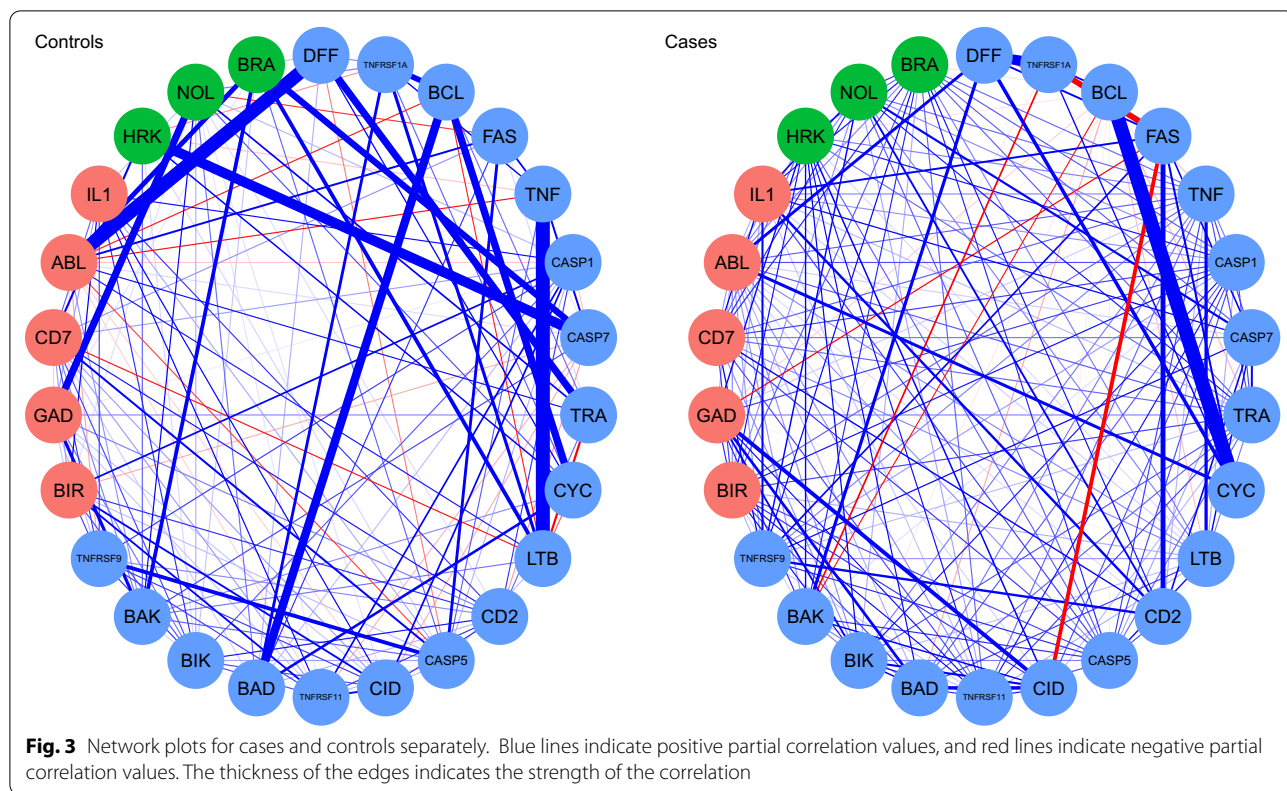 Controls
DFF
TNFRSF1A
BCL
FAS
TNF
CASP1
CASP7
TRA
CYC
LTB
CD2
CASP5
CID
TNFRSF11
BAD
BIK
BAK
TNFRSF9
BIR
GAD
CD7
ABL
IL1
HRK
NOL
BRA
Cases
DFF
TNFRSF1A
BCL
FAS
TNF
CASP1
CASP7
TRA
CYC
LTB
CD2
CASP5
CID
TNFRSF11
BAD
BIK
BAK
TNFRSF9
BIR
GAD
CD7
ABL
IL1
HRK
NOL
BRA
Fig. 3 Network plots for cases and controls separately. Blue lines indicate positive partial correlation values, and red lines indicate negative partial
correlation values. The thickness of the edges indicates the strength of the correlation